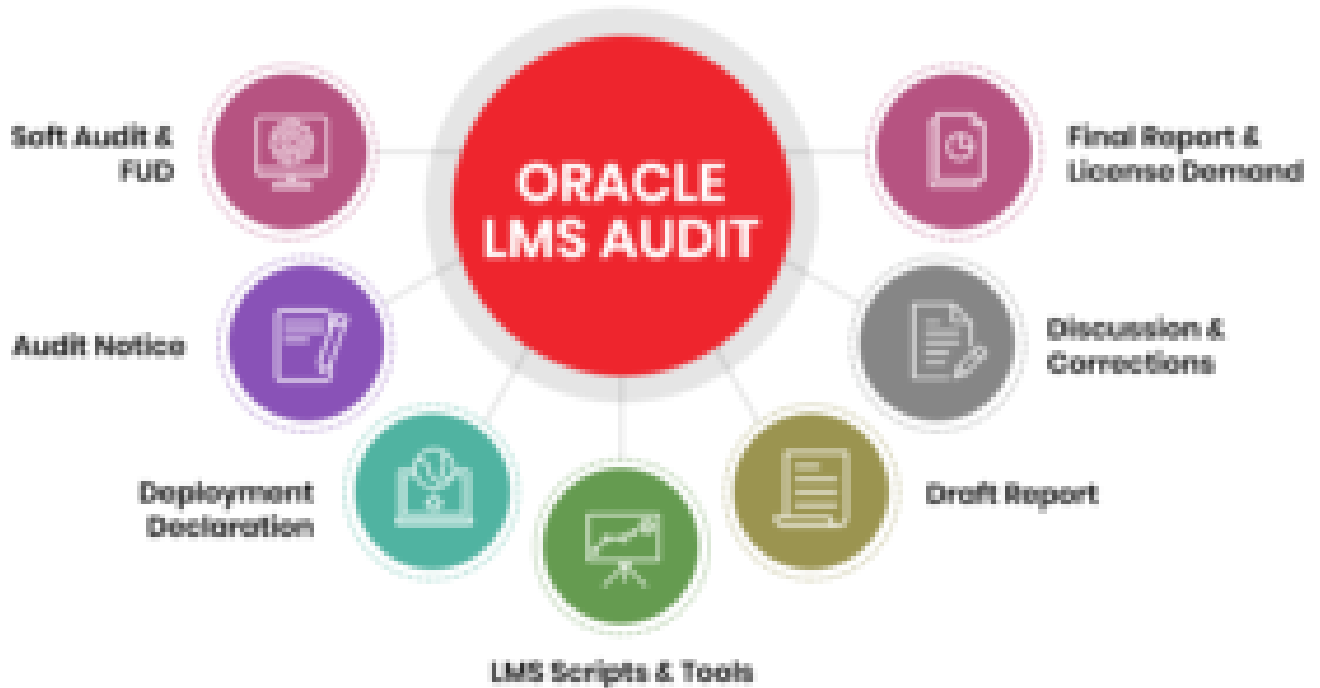 ORACLE
LMS AUDIT
Soft Audit &
FUD
Audit Notice
Deployment
Declaration
LMS Scripts & Tools
Draft Report
Discussion &
Corrections
Final Report &
License Demand